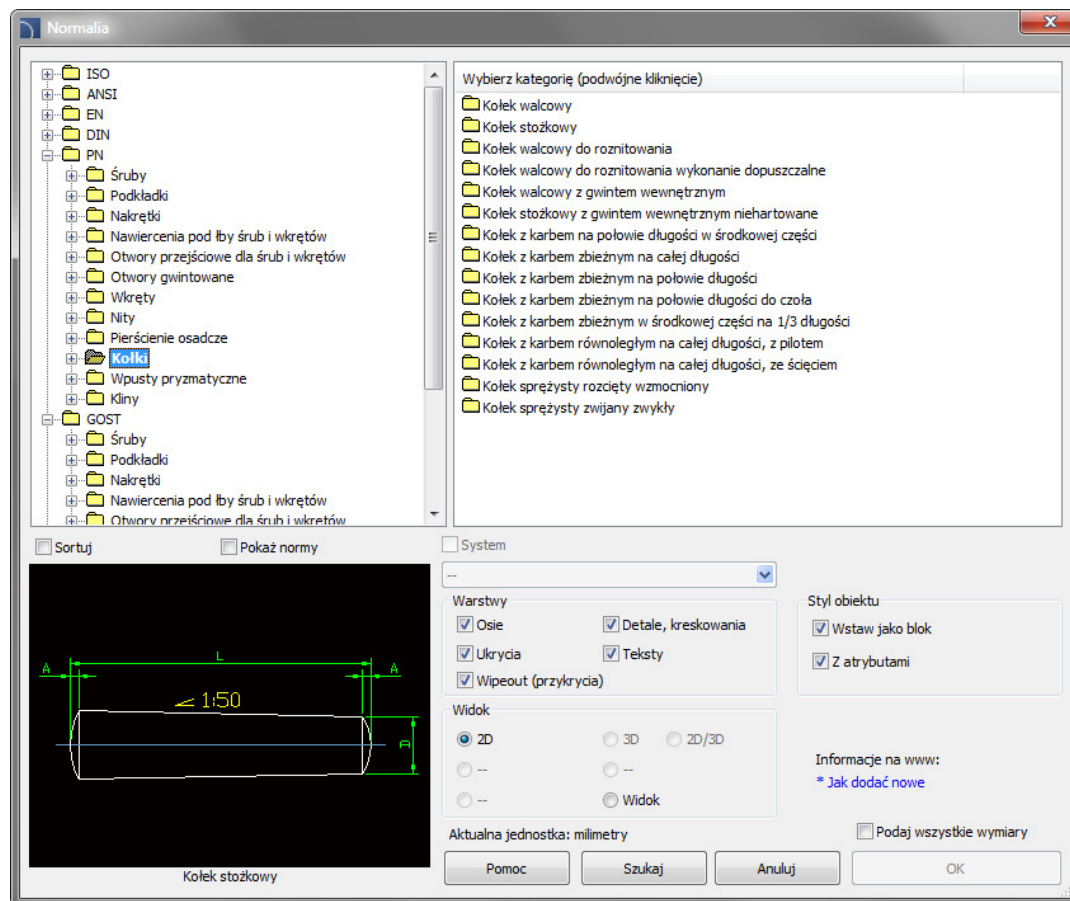 Normalia
ISO
ANSI
EN
DIN
PN
Śruby
Podkładki
Nakrętki
Nawiercenia pod łby śrub i wkrętów
Otwory przejściowe dla śrub i wkrętów
Otwory gwintowane
Wkręty
Nity
Pierścienie osadcze
Kołki
Wpusty pryzmatyczne
Kliny
GOST
Śruby
Podkładki
Nakrętki
Nawiercenia pod łby śrub i wkrętów
Otwory przejściowe dla śrub i wkrętów
Wybierz kategorię (podwójne kliknięcie)
Kołek walcowy
Kołek stożkowy
Kołek walcowy do roznitowania
Kołek walcowy do roznitowania wykonanie dopuszczalne
Kołek walcowy z gwintem wewnętrznym
Kołek stożkowy z gwintem wewnętrznym niehartowane
Kołek z karbem na połowie długości w środkowej części
Kołek z karbem zbieżnym na całej długości
Kołek z karbem zbieżnym na połowie długości
Kołek z karbem zbieżnym na połowie długości do czoła
Kołek z karbem zbieżnym w środkowej części na 1/3 długości
Kołek z karbem równoległym na całej długości, z pilotem
Kołek z karbem równoległym na całej długości, ze ścięciem
Kołek sprężysty rozcięty wzmocniony
Kołek sprężysty zwijany zwykły
Sortuj Pokaż normy
A L A
1:50
Kołek stożkowy
System
--
Warstwy
Osie Detale, kreskowania
Ukrycia Teksty
Wipeout (przykrycia)
Styl obiektu
Wstaw jako blok
Z atrybutami
Widok
2D 3D 2D/3D
-- --
-- Widok
Informacje na www:
* Jak dodać nowe
Aktualna jednostka: milimetry
Podaj wszystkie wymiary
Pomoc Szukaj Anuluj OK